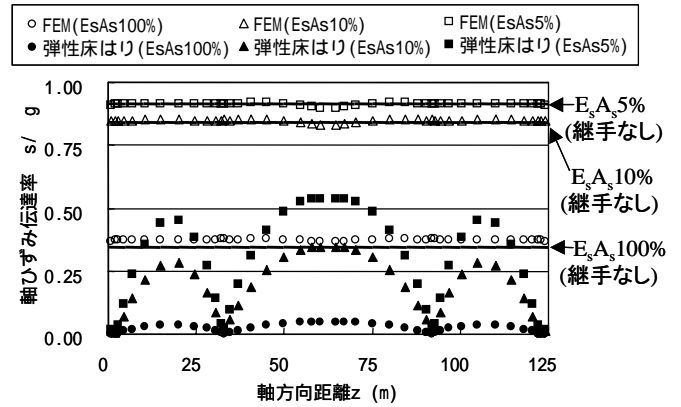 ○ FEM(EsAs100%) △ FEM(EsAs10%) □ FEM(EsAs5%)
● 弾性床はり(EsAs100%) ▲ 弾性床はり(EsAs10%) ■ 弾性床はり(EsAs5%)
1.00
0.75
0.50
0.25
0.00
軸ひずみ伝達率 s/ g
EsAs5%
(継手なし)
EsAs10%
(継手なし)
EsAs100%
(継手なし)
0 25 50 75 100 125
軸方向距離z (m)